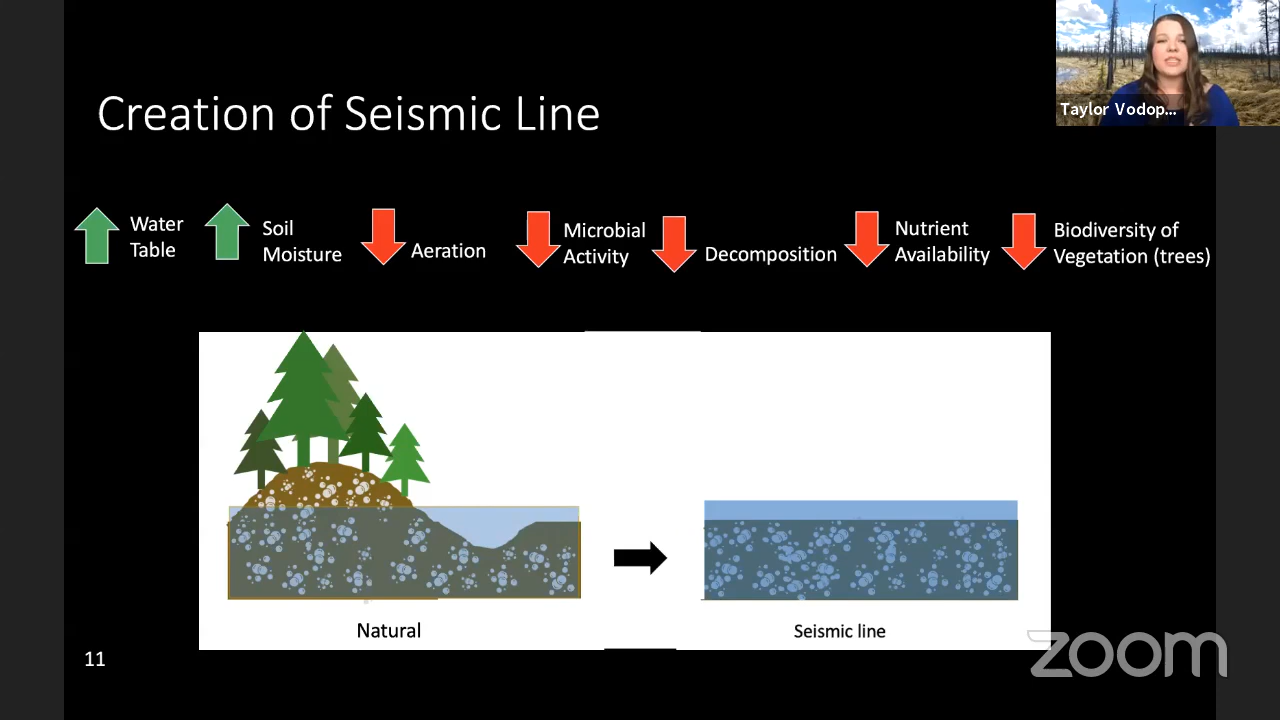 Taylor Vodop...
Creation of Seismic Line
Water
Table
Soil
Moisture
Aeration
Microbial
Activity
Decomposition
Nutrient
Availability
Biodiversity of
Vegetation (trees)
Natural
Seismic line
11
zoom